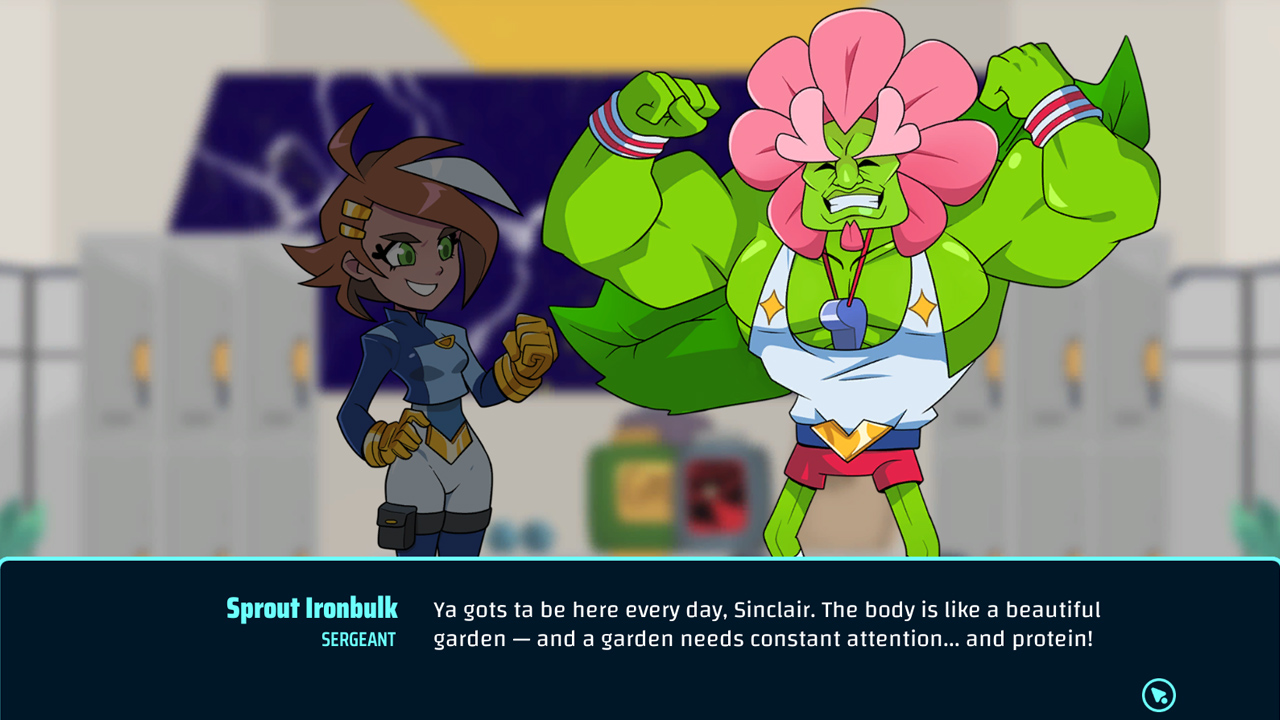 Sprout Ironbulk
SERGEANT
Ya gots ta be here every day, Sinclair. The body is like a beautiful
garden — and a garden needs constant attention... and protein!